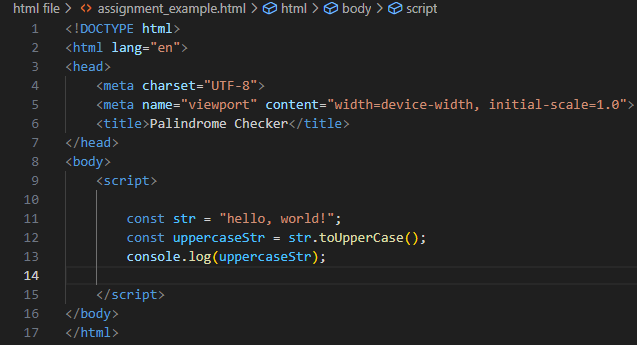 html file > <> assignment_example.html > html > body > script
1 <!DOCTYPE html>
2 <html lang="en">
3 <head>
4     <meta charset="UTF-8">
5     <meta name="viewport" content="width=device-width, initial-scale=1.0">
6     <title>Palindrome Checker</title>
7 </head>
8 <body>
9     <script>
10
11         const str = "hello, world!";
12         const uppercaseStr = str.toUpperCase();
13         console.log(uppercaseStr);
14
15     </script>
16 </body>
17 </html>